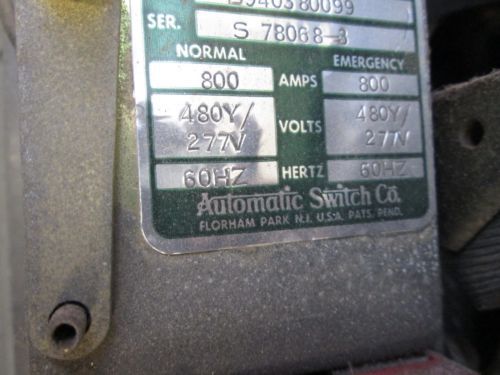 B940380099
SER. S 78068-3
NORMAL EMERGENCY
800 AMPS 800
480Y/ 277V VOLTS 480Y/ 277V
60HZ HERTZ 60HZ
Automatic Switch Co.
FLORHAM PARK N.J. U.S.A. PATS. PEND.